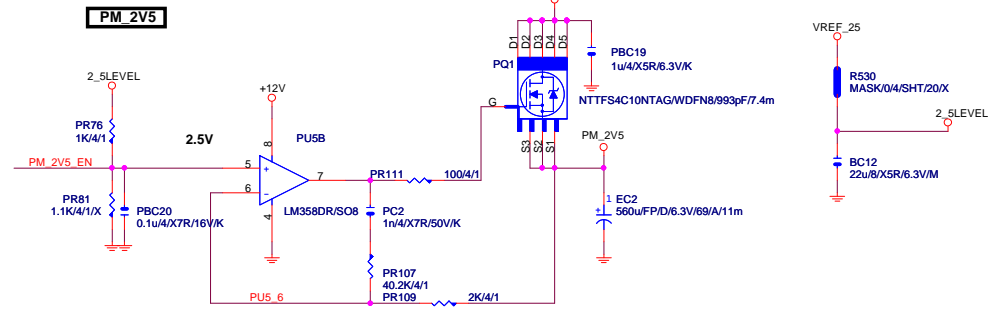 PM_2V5
2_5LEVEL
PR76
1K/4/1
PM_2V5_EN
PR81
1.1K/4/1/X
PBC20
0.1u/4/X7R/16V/K
2.5V
+12V
8
PU5B
5
+
6
-
7
4
LM358DR/SO8
PR111
100/4/1
PC2
1n/4/X7R/50V/K
PR107
40.2K/4/1
PR109
2K/4/1
PU5_6
D1
D2
D3
D4
D5
PQ1
G
S3
S2
S1
NTTFS4C10NTAG/WDFN8/993pF/7.4m
PBC19
1u/4/X5R/6.3V/K
PM_2V5
1
EC2
560u/FP/D/6.3V/69/A/11m
VREF_25
R530
MASK/0/4/SHT/20/X
2_5LEVEL
BC12
22u/8/X5R/6.3V/M